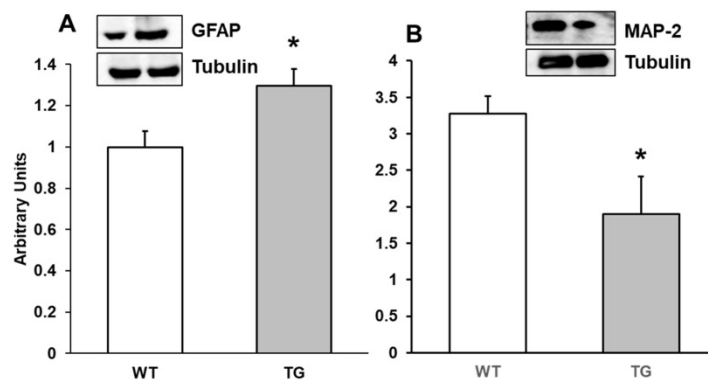 A
GFAP
Tubulin
*
1.4
1.2
1
0.8
0.6
0.4
0.2
0
Arbitrary Units
WT
TG
B
MAP-2
Tubulin
*
4
3.5
3
2.5
2
1.5
1
0.5
0
WT
TG